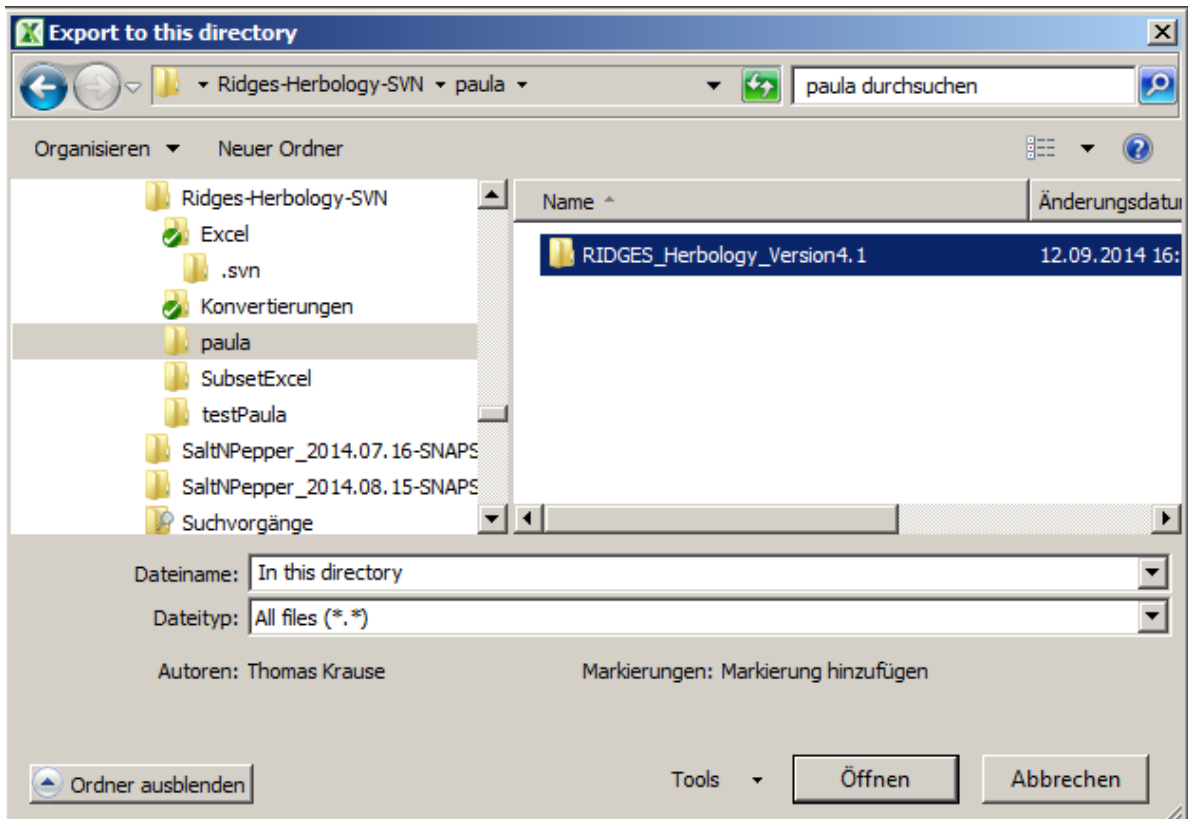 Export to this directory
Ridges-Herbology-SVN paula
paula durchsuchen
Organisieren Neuer Ordner
Ridges-Herbology-SVN
Excel
.svn
Konvertierungen
paula
SubsetExcel
testPaula
SaltNPepper_2014.07.16-SNAPS
SaltNPepper_2014.08.15-SNAPS
Suchvorgänge
Name Änderungsdatu
RIDGES_Herbology_Version4.1 12.09.2014 16:
Dateiname: In this directory
Dateityp: All files (*.*)
Autoren: Thomas Krause Markierungen: Markierung hinzufügen
Ordner ausblenden Tools Öffnen Abbrechen